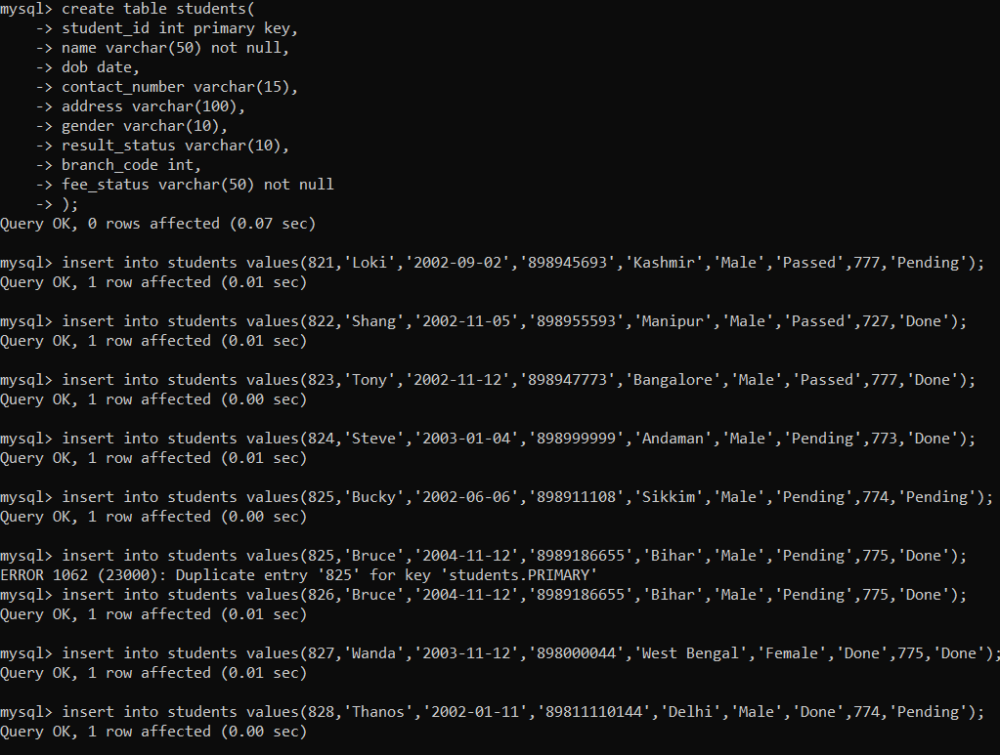 mysql> create table students(
    -> student_id int primary key,
    -> name varchar(50) not null,
    -> dob date,
    -> contact_number varchar(15),
    -> address varchar(100),
    -> gender varchar(10),
    -> result_status varchar(10),
    -> branch_code int,
    -> fee_status varchar(50) not null
    -> );
Query OK, 0 rows affected (0.07 sec)
mysql> insert into students values(821,'Loki','2002-09-02','898945693','Kashmir','Male','Passed',777,'Pending');
Query OK, 1 row affected (0.01 sec)
mysql> insert into students values(822,'Shang','2002-11-05','898955593','Manipur','Male','Passed',727,'Done');
Query OK, 1 row affected (0.01 sec)
mysql> insert into students values(823,'Tony','2002-11-12','898947773','Bangalore','Male','Passed',777,'Done');
Query OK, 1 row affected (0.00 sec)
mysql> insert into students values(824,'Steve','2003-01-04','898999999','Andaman','Male','Pending',773,'Done');
Query OK, 1 row affected (0.01 sec)
mysql> insert into students values(825,'Bucky','2002-06-06','898911108','Sikkim','Male','Pending',774,'Pending');
Query OK, 1 row affected (0.00 sec)
mysql> insert into students values(825,'Bruce','2004-11-12','8989186655','Bihar','Male','Pending',775,'Done');
ERROR 1062 (23000): Duplicate entry '825' for key 'students.PRIMARY'
mysql> insert into students values(826,'Bruce','2004-11-12','8989186655','Bihar','Male','Pending',775,'Done');
Query OK, 1 row affected (0.01 sec)
mysql> insert into students values(827,'Wanda','2003-11-12','898000044','West Bengal','Female','Done',775,'Done');
Query OK, 1 row affected (0.01 sec)
mysql> insert into students values(828,'Thanos','2002-01-11','89811110144','Delhi','Male','Done',774,'Pending');
Query OK, 1 row affected (0.00 sec)